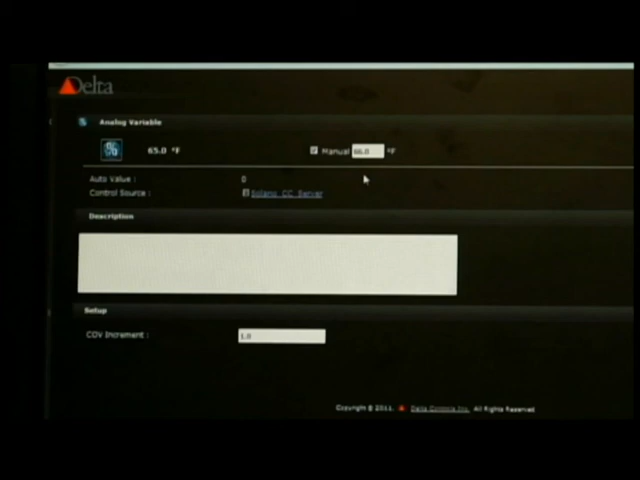 Delta
Analog Variable
65.0 °F
Manual 66.0 °F
Auto Value : 0
Control Source : Solano_CC_Server
Description
Setup
COV Increment : 1.0
Copyright © 2011. Delta Controls Inc. All Rights Reserved